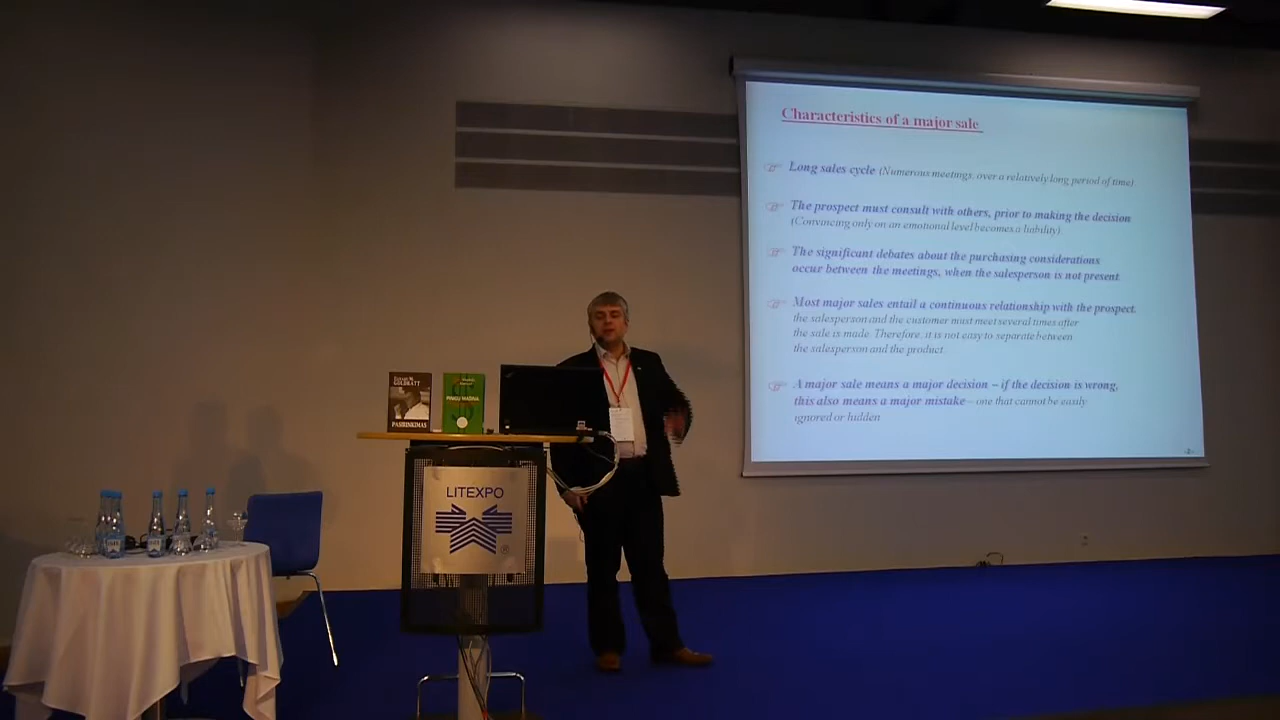 Characteristics of a major sale
Long sales cycle (Numerous meetings, over a relatively long period of time)
The prospect must consult with others, prior to making the decision
(Convincing only on an emotional level becomes a liability)
The significant debates about the purchasing considerations
occur between the meetings, when the salesperson is not present
Most major sales entail a continuous relationship with the prospect,
the salesperson and the customer must meet several times after
the sale is made. Therefore, it is not easy to separate between
the salesperson and the product
A major sale means a major decision – if the decision is wrong,
this also means a major mistake – one that cannot be easily
ignored or hidden
GOLDRATT
PASIRINKIMAS
PINIGŲ MAŠINA
LITEXPO
®